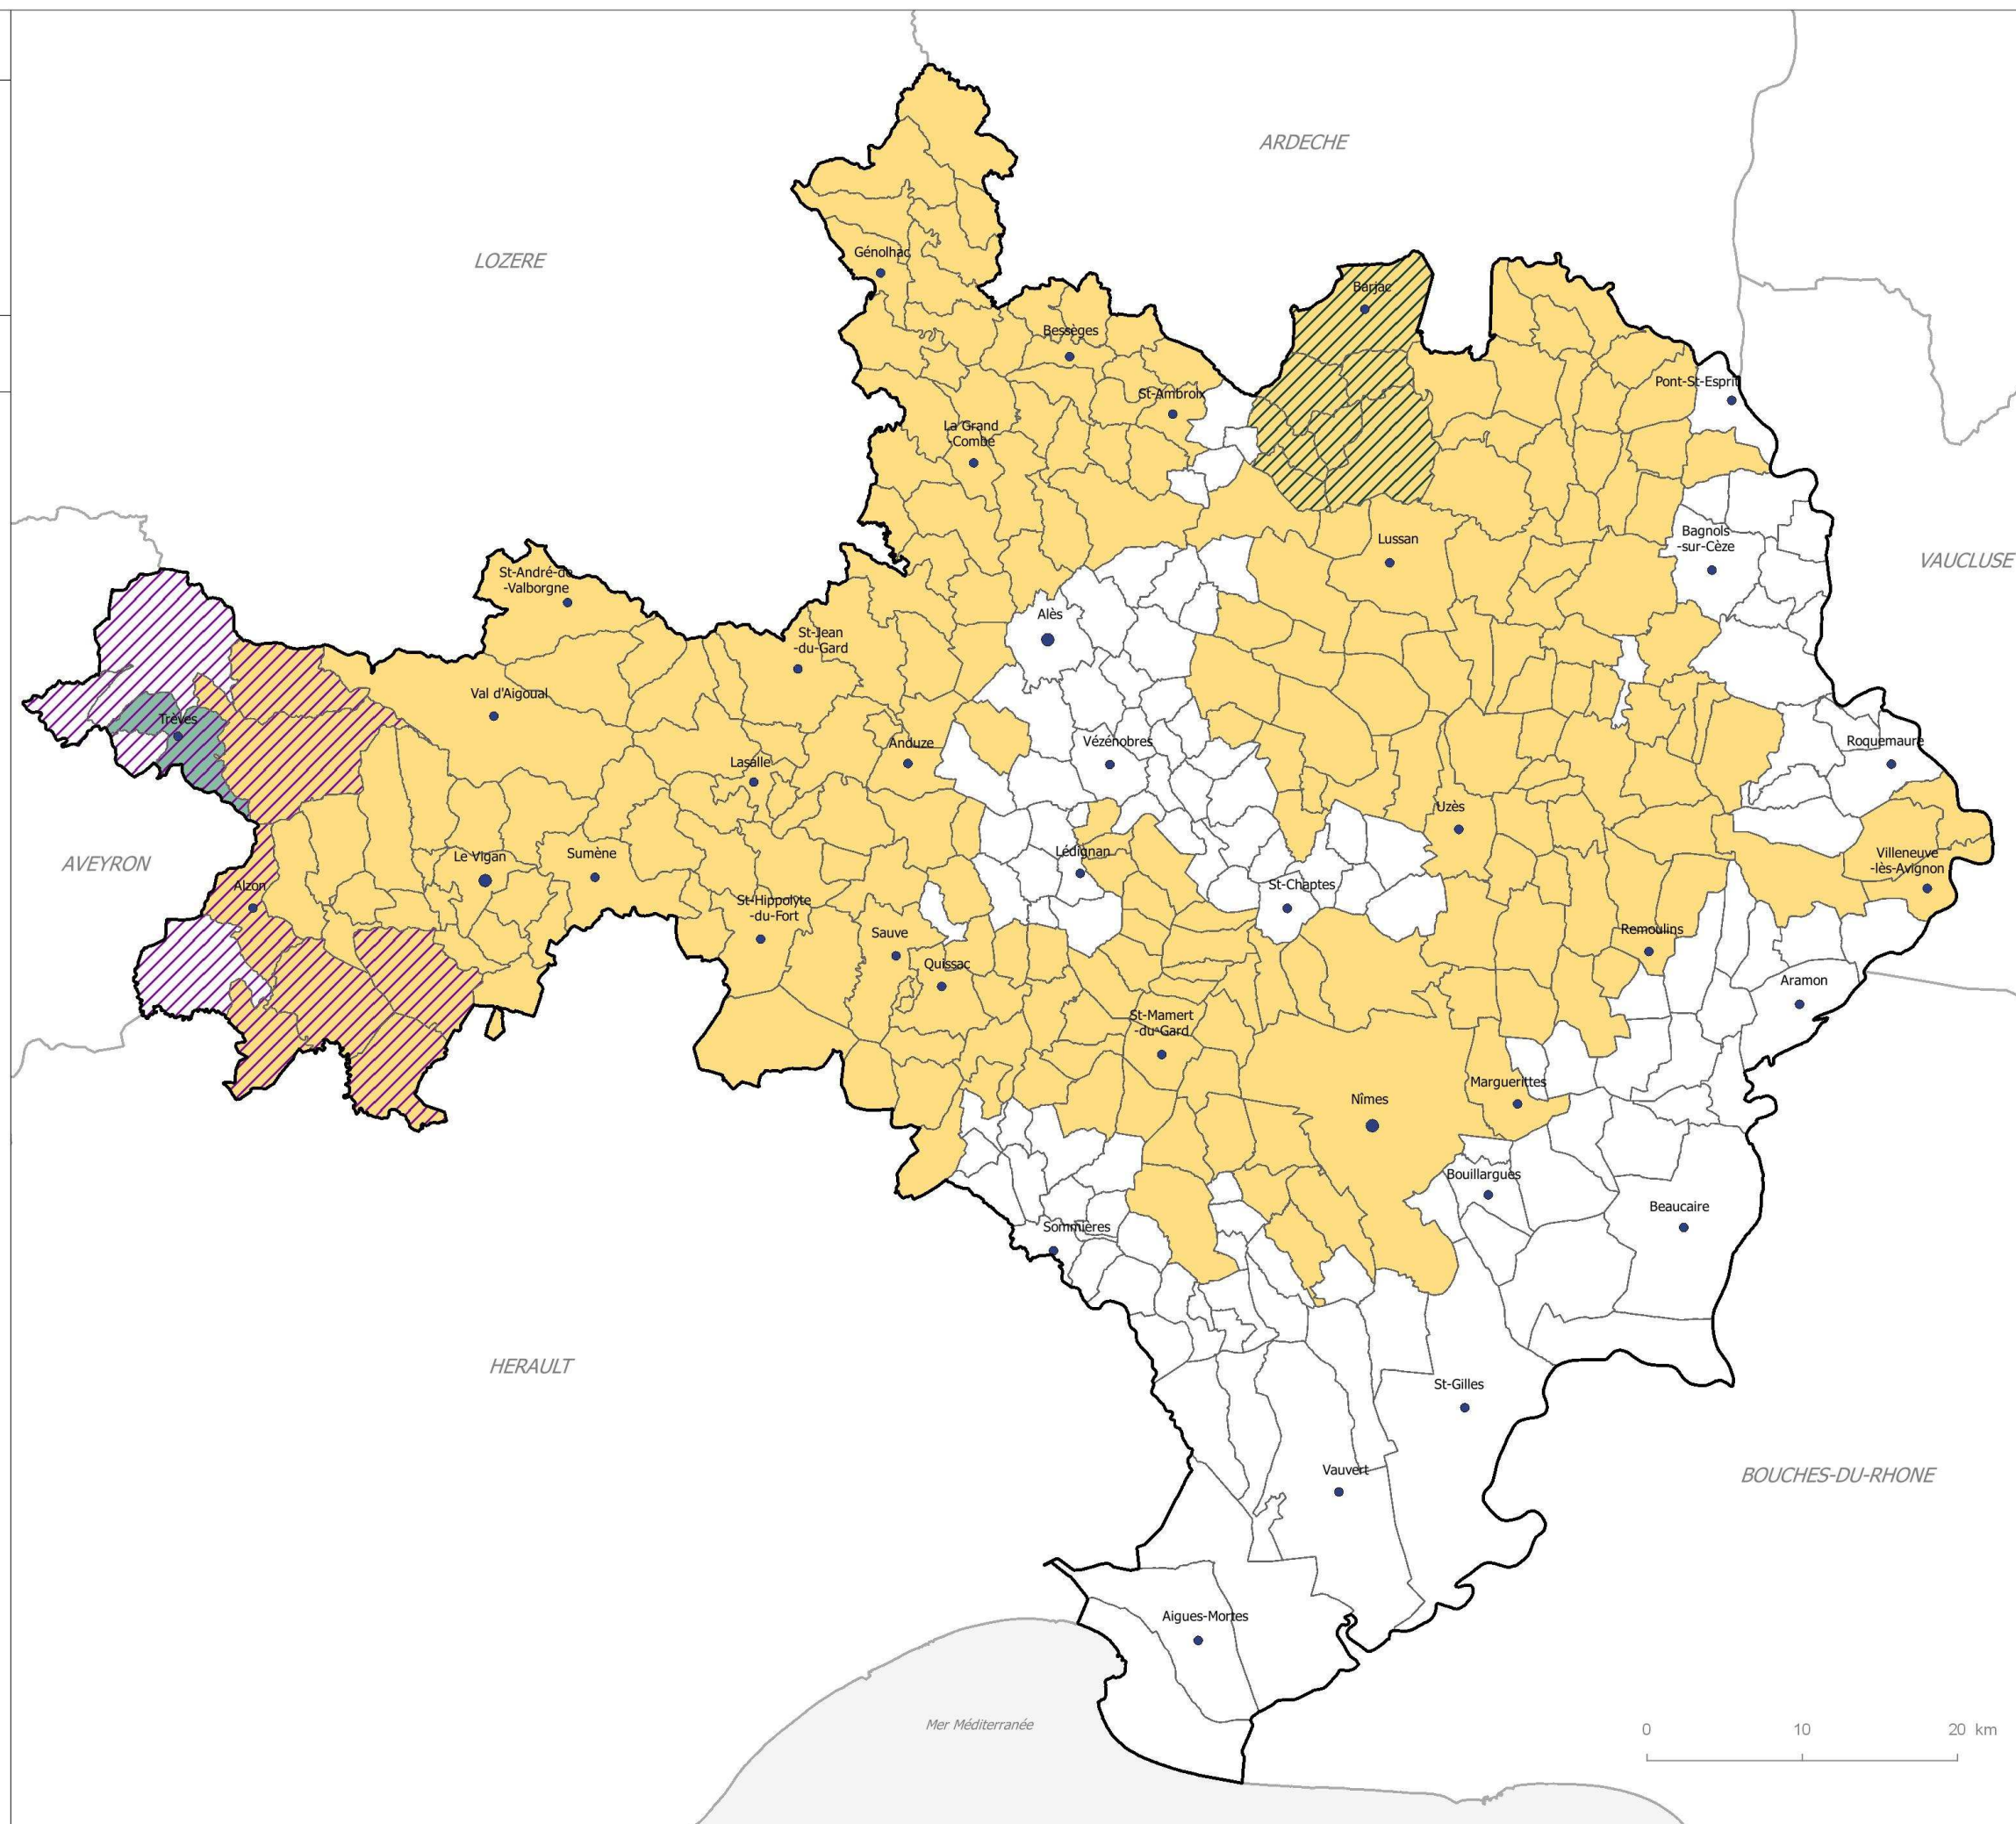 ARDECHE
LOZERE
Génolhac
Barjac
Bessèges
Pont-St-Esprit
St-Ambroix
La Grand
Combe
Bagnols
-sur-Cèze
Lussan
VAUCLUSE
St-André-de
-Valborgne
Alès
St-Jean
-du-Gard
Val d'Aigoual
Trèves
Anduze
Vézénobres
Roquemaure
Lasalle
Uzès
AVEYRON
Le Vigan
Sumène
Lédignan
Villeneuve
-lès-Avignon
Alzon
St-Chaptes
St-Hippolyte
-du-Fort
Sauve
Remoulins
Quissac
Aramon
St-Mamert
-du-Gard
Marguerittes
Nîmes
Bouillargues
Beaucaire
Sommières
HERAULT
St-Gilles
Vauvert
BOUCHES-DU-RHONE
Aigues-Mortes
Mer Méditerranée
0 10 20 km